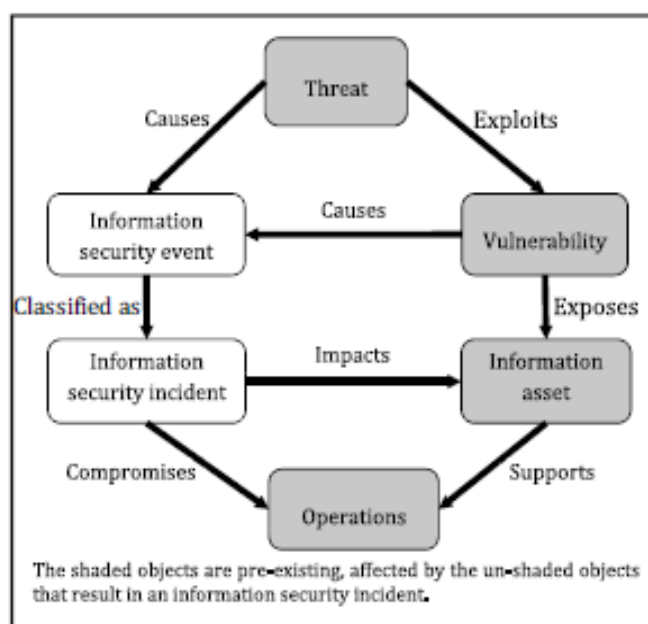 Threat
Causes
Exploits
Information
security event
Causes
Vulnerability
Classified as
Exposes
Information
security incident
Impacts
Information
asset
Compromises
Supports
Operations
The shaded objects are pre-existing, affected by the un-shaded objects
that result in an information security incident.